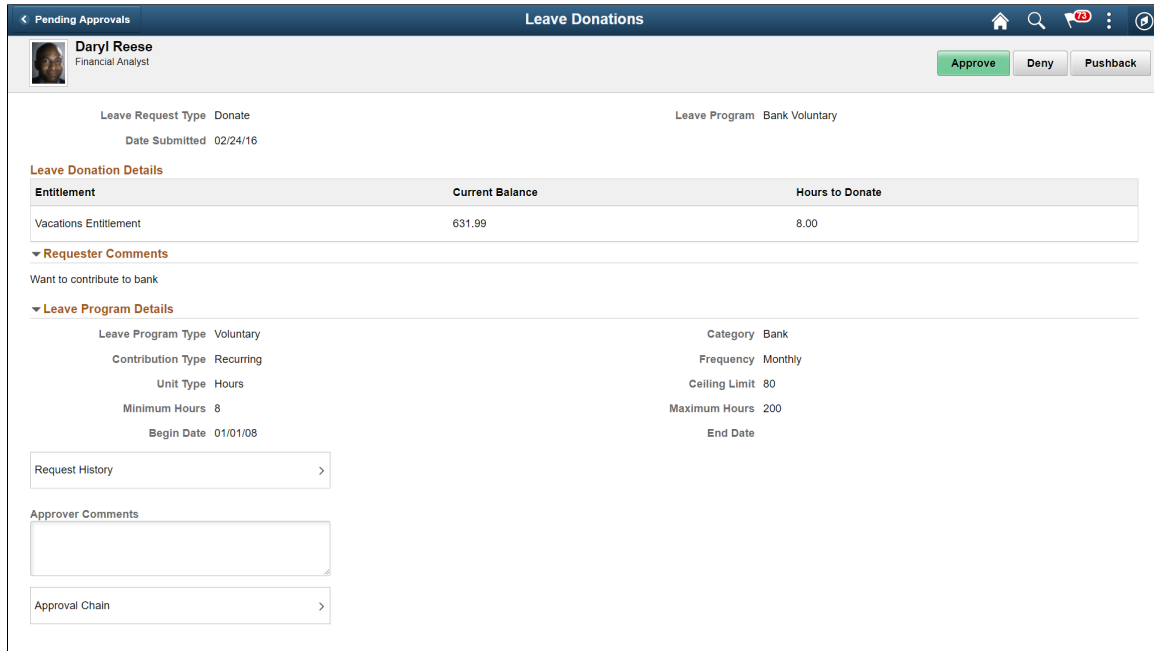 Pending Approvals
Leave Donations
73
Daryl Reese
Financial Analyst
Approve Deny Pushback
Leave Request Type Donate Leave Program Bank Voluntary
Date Submitted 02/24/16
Leave Donation Details
Entitlement Current Balance Hours to Donate
Vacations Entitlement 631.99 8.00
Requester Comments
Want to contribute to bank
Leave Program Details
Leave Program Type Voluntary Category Bank
Contribution Type Recurring Frequency Monthly
Unit Type Hours Ceiling Limit 80
Minimum Hours 8 Maximum Hours 200
Begin Date 01/01/08 End Date
Request History
Approver Comments
Approval Chain